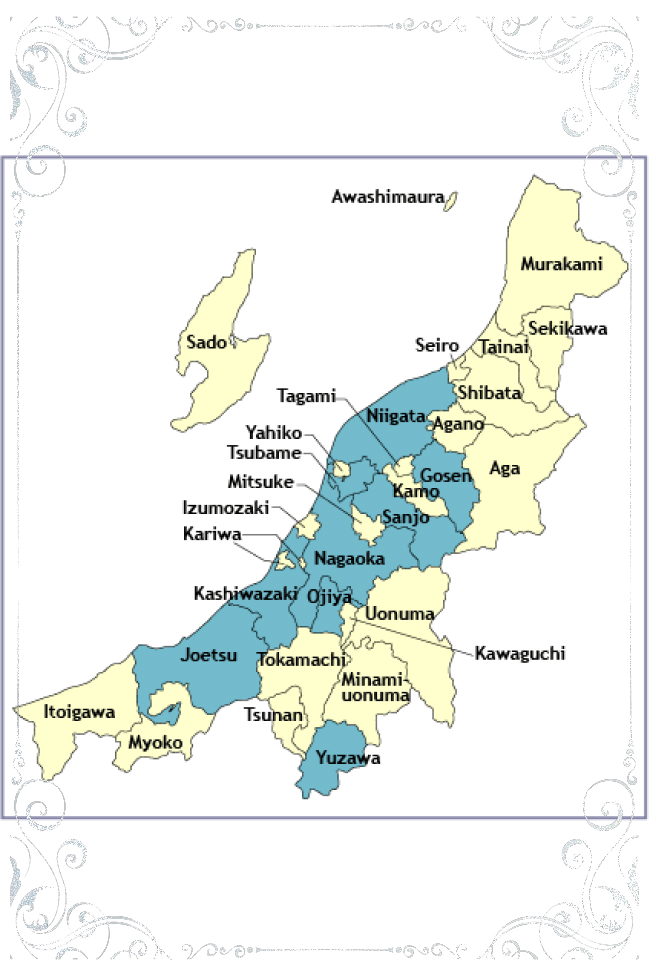 Awashimaura
Murakami
Sekikawa
Sado
Seiro
Tainai
Shibata
Tagami
Niigata
Agano
Yahiko
Tsubame
Gosen
Aga
Mitsuke
Kamo
Izumozaki
Sanjo
Kariwa
Nagaoka
Kashiwazaki
Ojiya
Uonuma
Kawaguchi
Joetsu
Tokamachi
Minami-
uonuma
Itoigawa
Tsunan
Myoko
Yuzawa